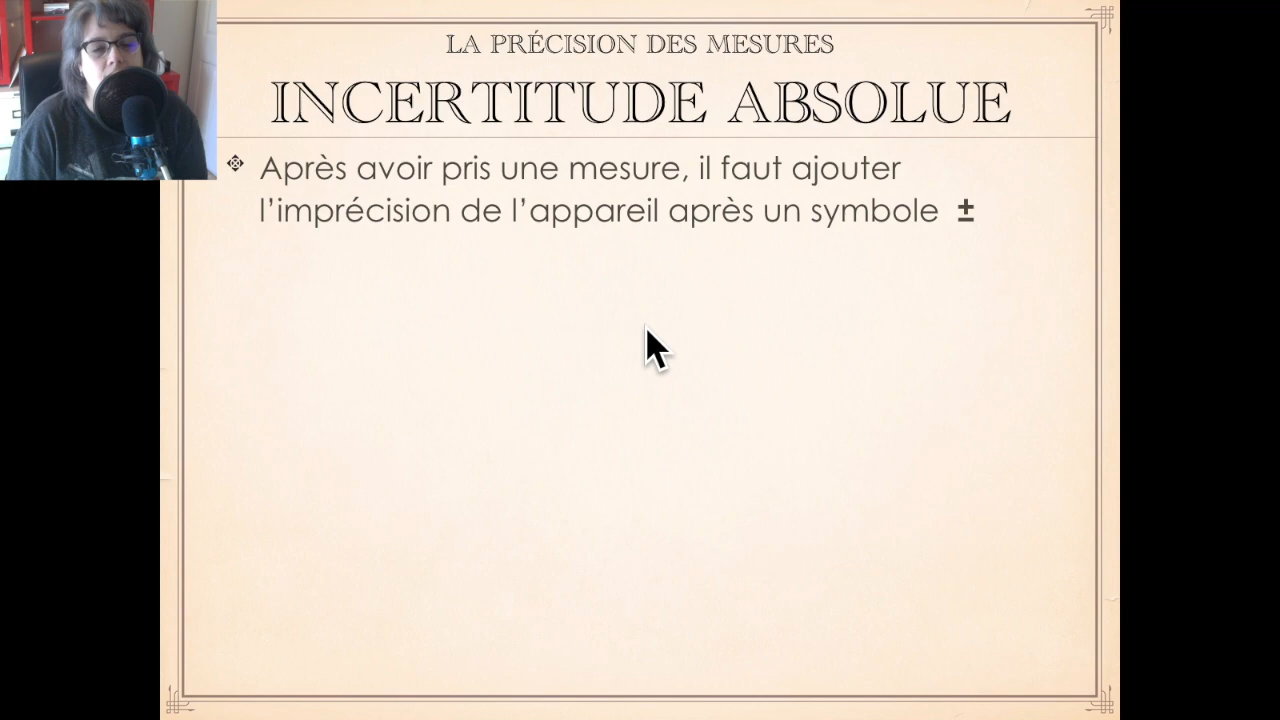 LA PRÉCISION DES MESURES
INCERTITUDE ABSOLUE
Après avoir pris une mesure, il faut ajouter
l’imprécision de l’appareil après un symbole ±